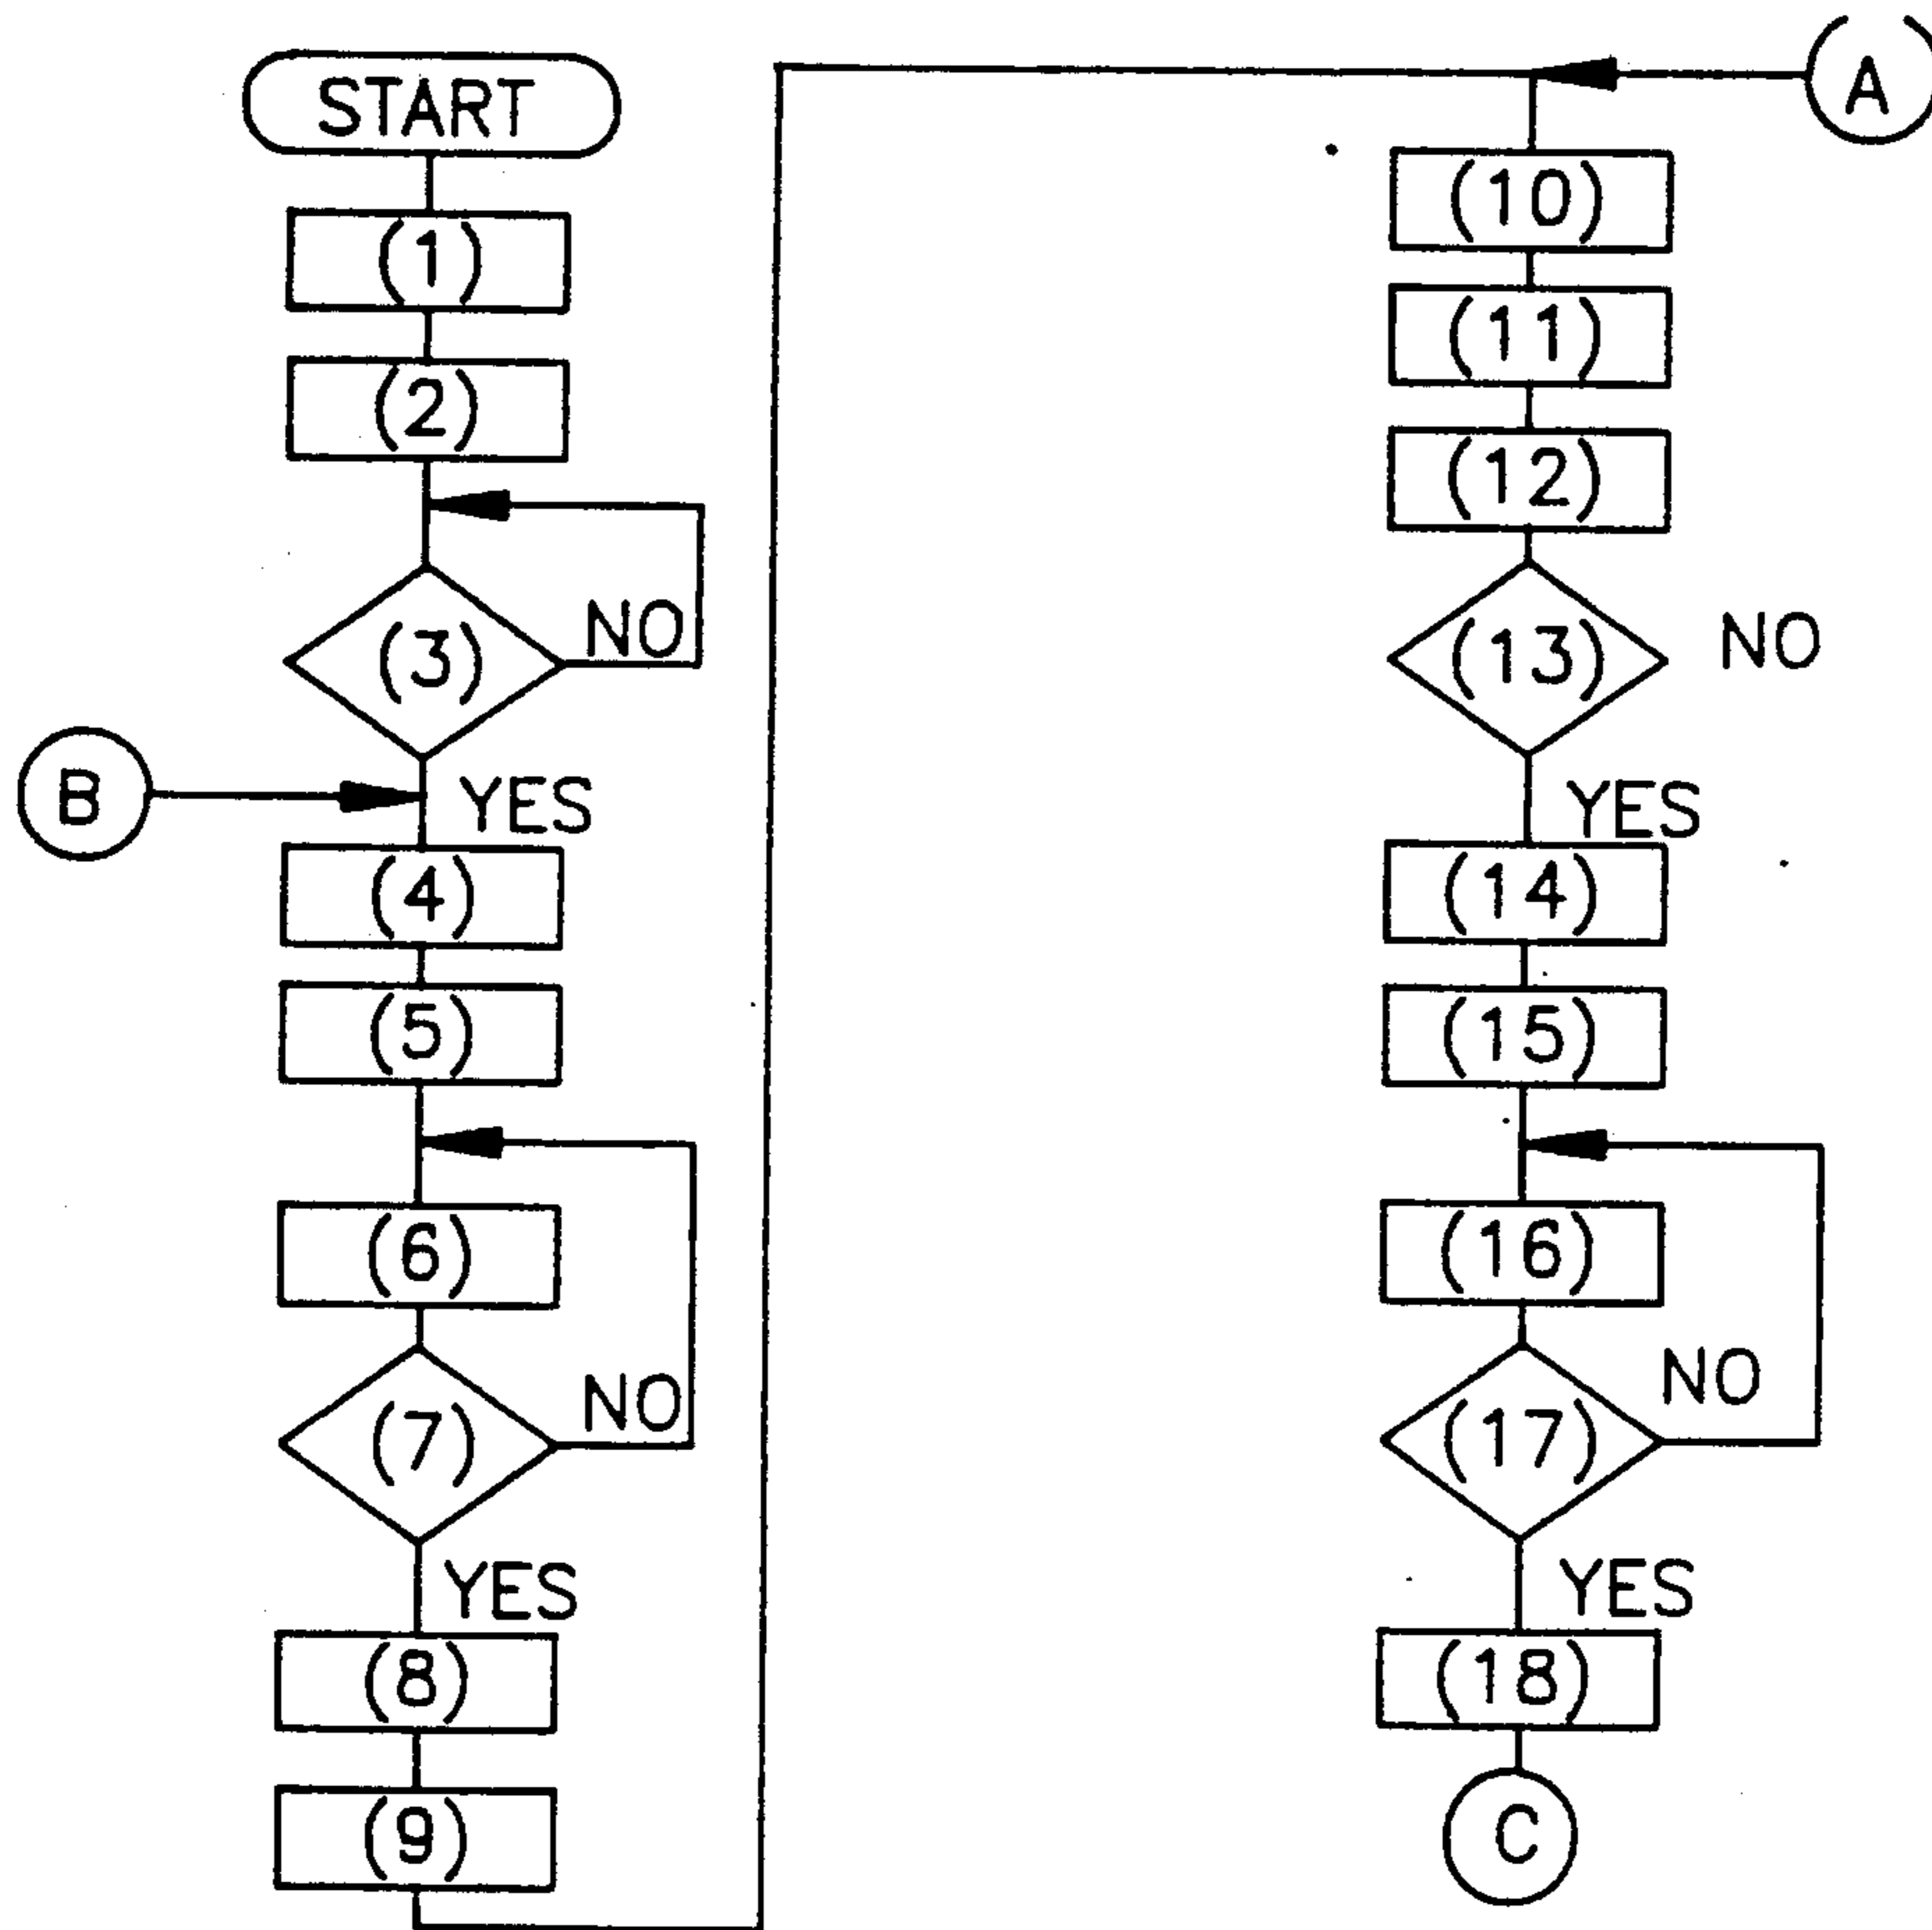 START
(1)
(2)
(3)
NO
B
YES
(4)
(5)
(6)
(7)
NO
YES
(8)
(9)
A
(10)
(11)
(12)
(13)
NO
YES
(14)
(15)
(16)
(17)
NO
YES
(18)
C